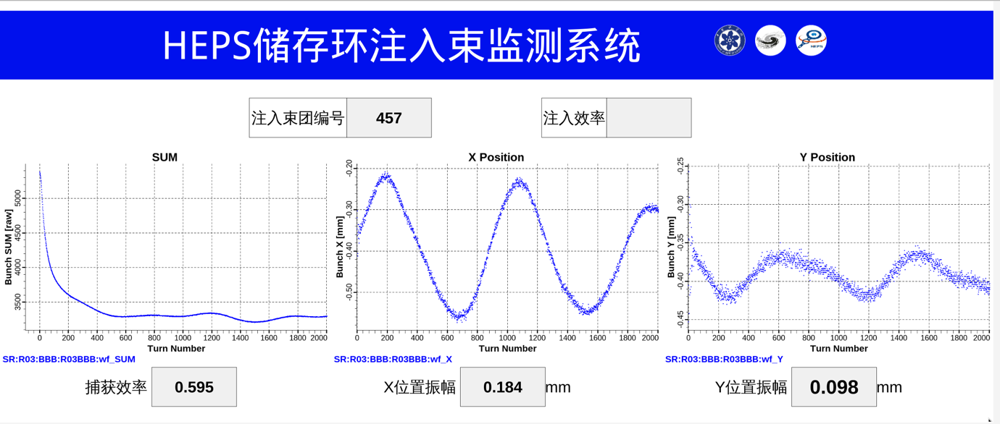 HEPS储存环注入束监测系统
HEPS
注入束团编号 457
注入效率
SUM
Bunch SUM [raw]
5000
4500
4000
3500
0 200 400 600 800 1000 1200 1400 1600 1800 2000
Turn Number
SR:R03:BBB:R03BBB:wf_SUM
X Position
Bunch X [mm]
-0.20
-0.30
-0.40
-0.50
0 200 400 600 800 1000 1200 1400 1600 1800 2000
Turn Number
SR:R03:BBB:R03BBB:wf_X
Y Position
Bunch Y [mm]
-0.25
-0.30
-0.35
-0.40
-0.45
0 200 400 600 800 1000 1200 1400 1600 1800 2000
Turn Number
SR:R03:BBB:R03BBB:wf_Y
捕获效率 0.595
X位置振幅 0.184 mm
Y位置振幅 0.098 mm